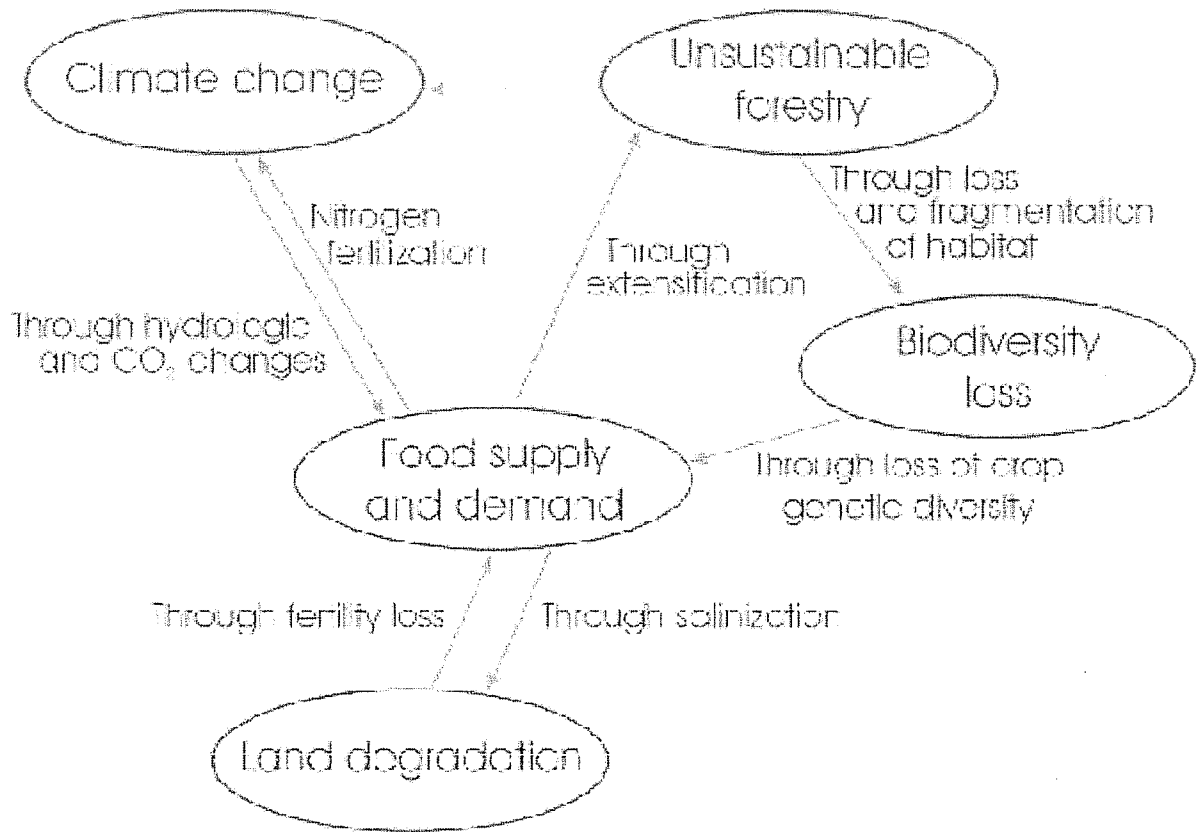 Climate change
Unsustainable
forestry
Through loss
and fragmentation
of habitat
Nitrogen
fertilization
Through
extensification
Through hydrologic
and CO₂ changes
Biodiversity
loss
Food supply
and demand
Through loss of crop
genetic diversity
Through fertility loss
Through salinization
Land degradation